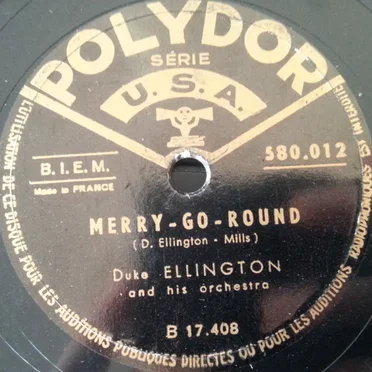 POLYDOR
SÉRIE
U.S.A.
B.I.E.M.
Made in FRANCE
580.012
MERRY-GO-ROUND
(D. Ellington - Mills)
Duke ELLINGTON
and his orchestra
B 17.408
L'UTILISATION DE CE DISQUE POUR LES AUDITIONS PUBLIQUES DIRECTES OU POUR LES AUDITIONS RADIOPHONIQUES EST INTERDITE